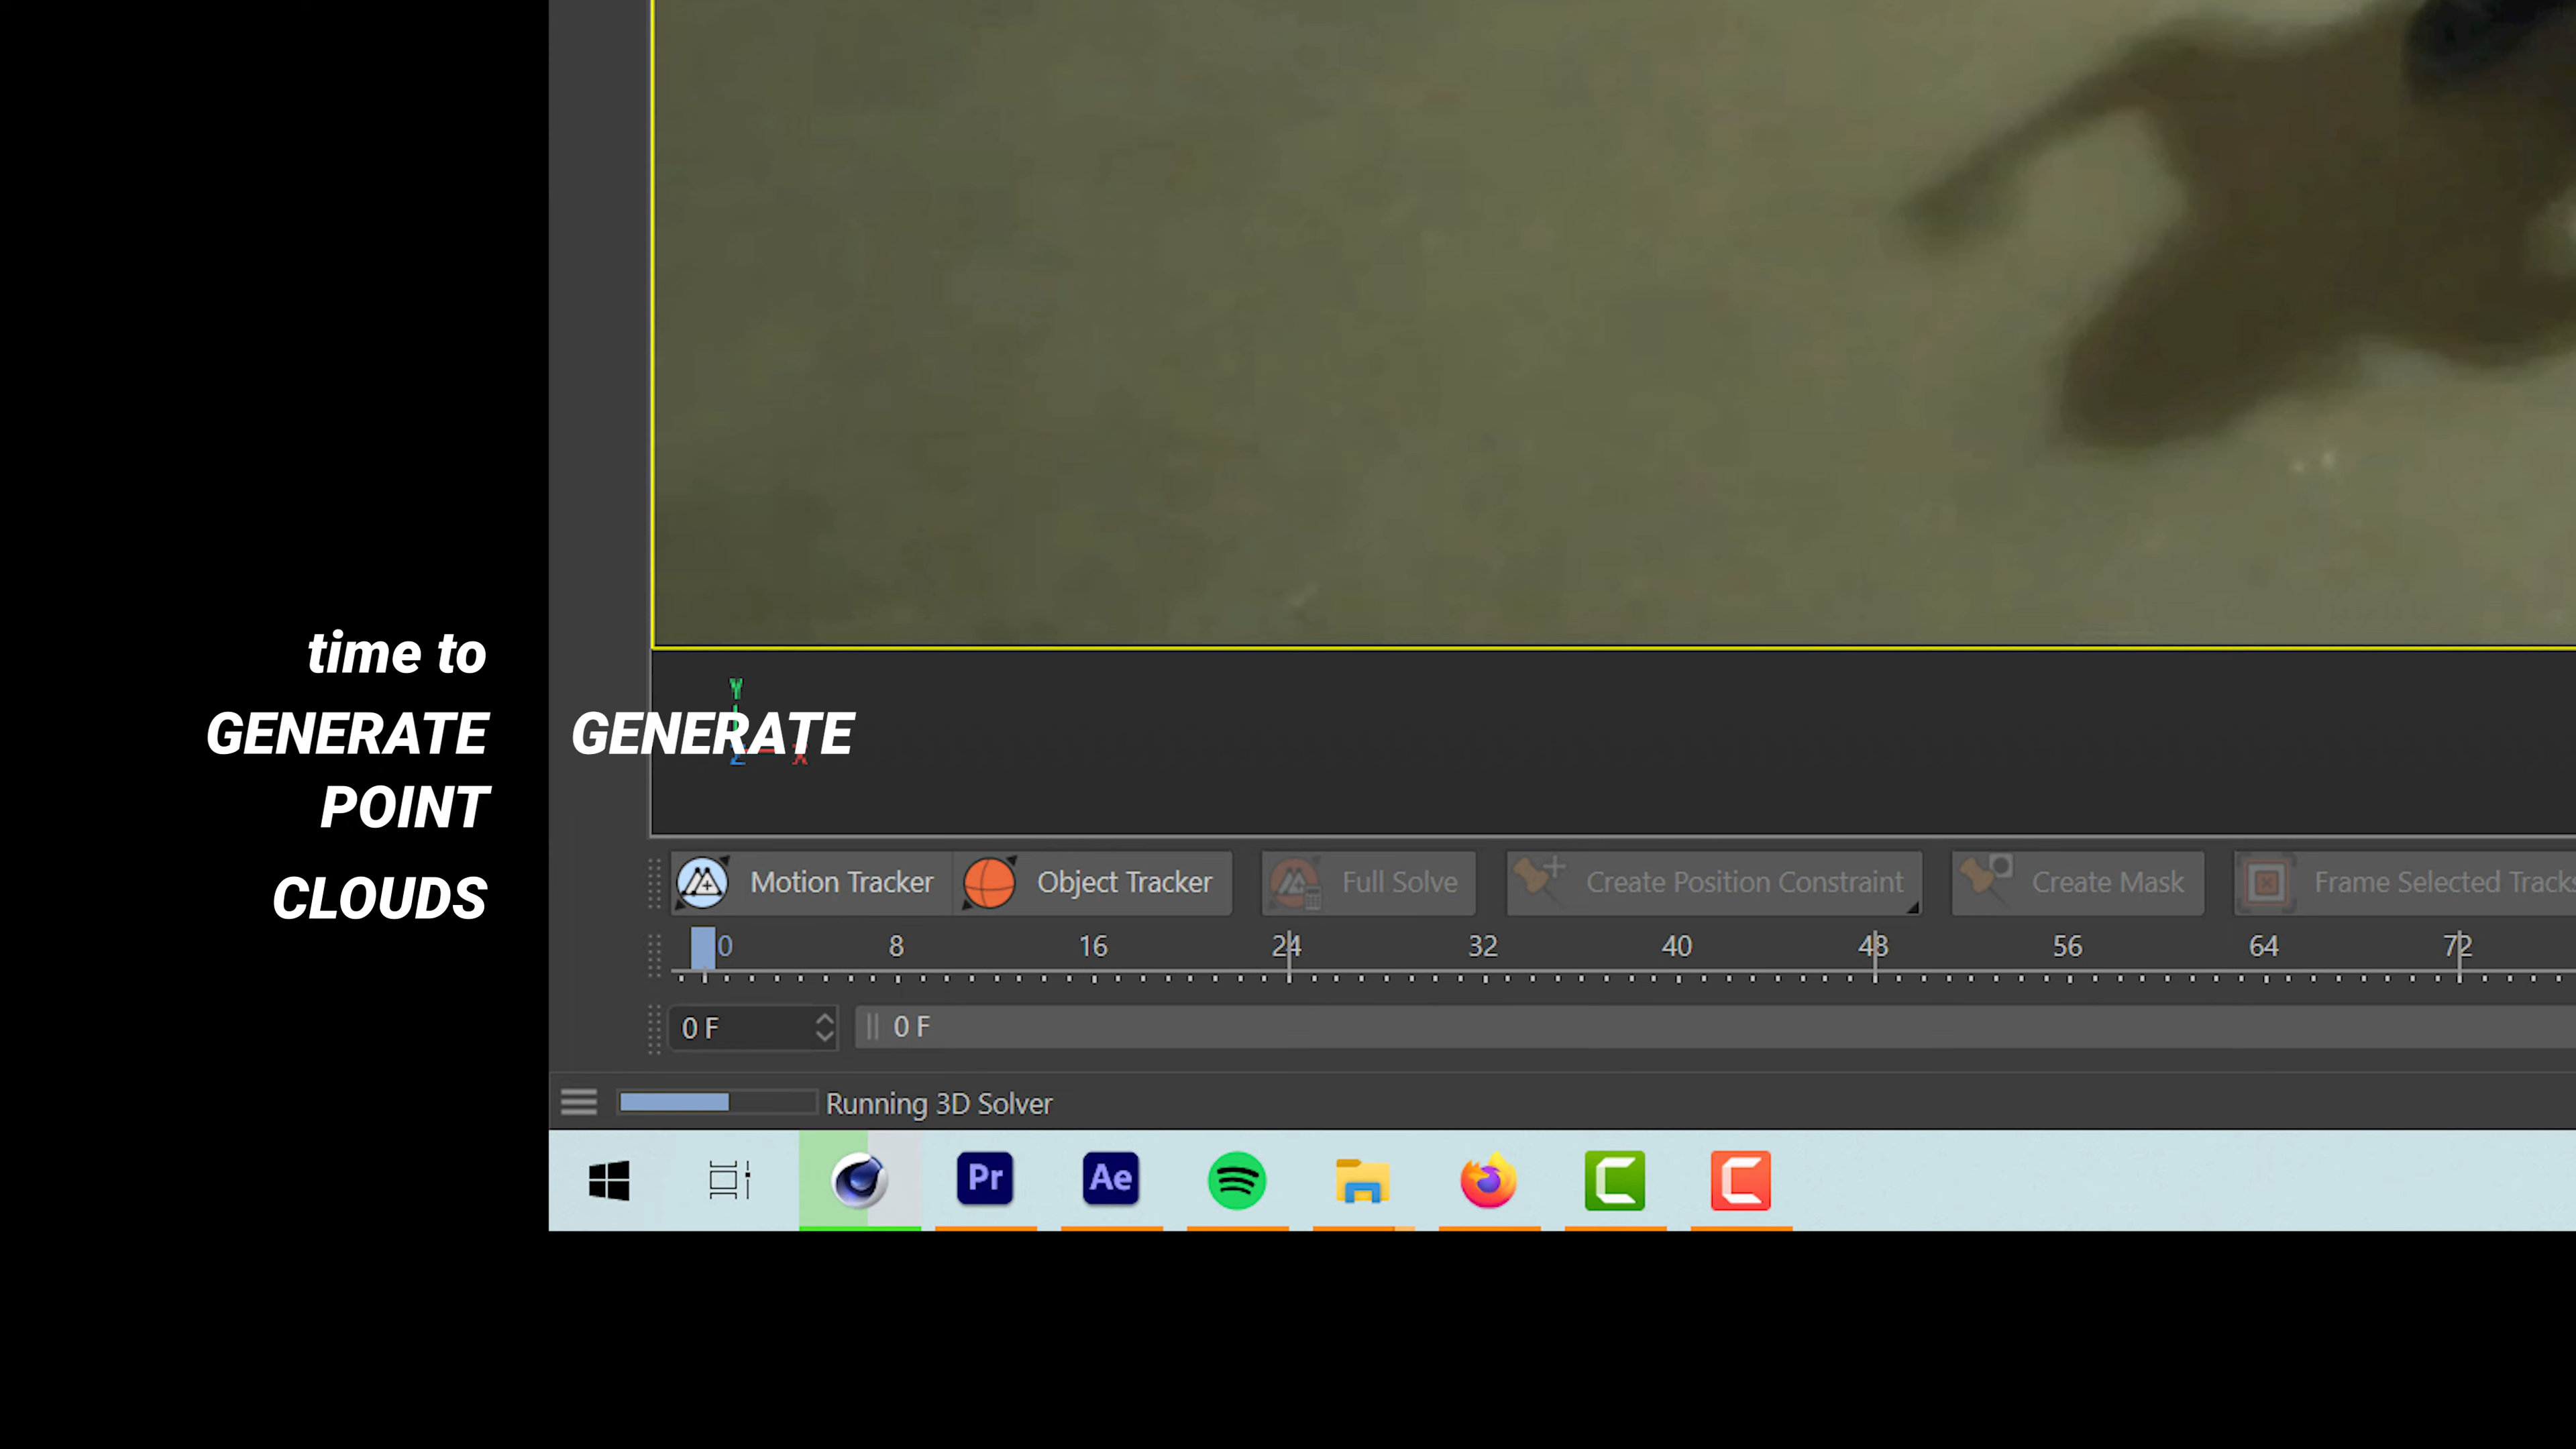 time to
GENERATE GENERATE
POINT
CLOUDS
Y
Z X
Motion Tracker Object Tracker Full Solve Create Position Constraint Create Mask Frame Selected Tracks
0 8 16 24 32 40 48 56 64 72
0 F 0 F
Running 3D Solver
Pr Ae